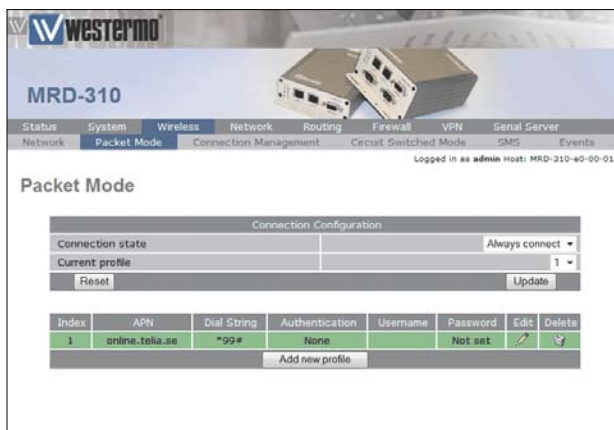 Westermo
MRD-310
Status System Wireless Network Routing Firewall VPN Serial Server
Network Packet Mode Connection Management Circuit Switched Mode SMS Events
Logged in as admin Host: MRD-310-e0-00-01
Packet Mode
Connection Configuration
Connection state Always connect
Current profile 1
Reset Update
Index APN Dial String Authentication Username Password Edit Delete
1 online.telia.se *99# None Not set
Add new profile